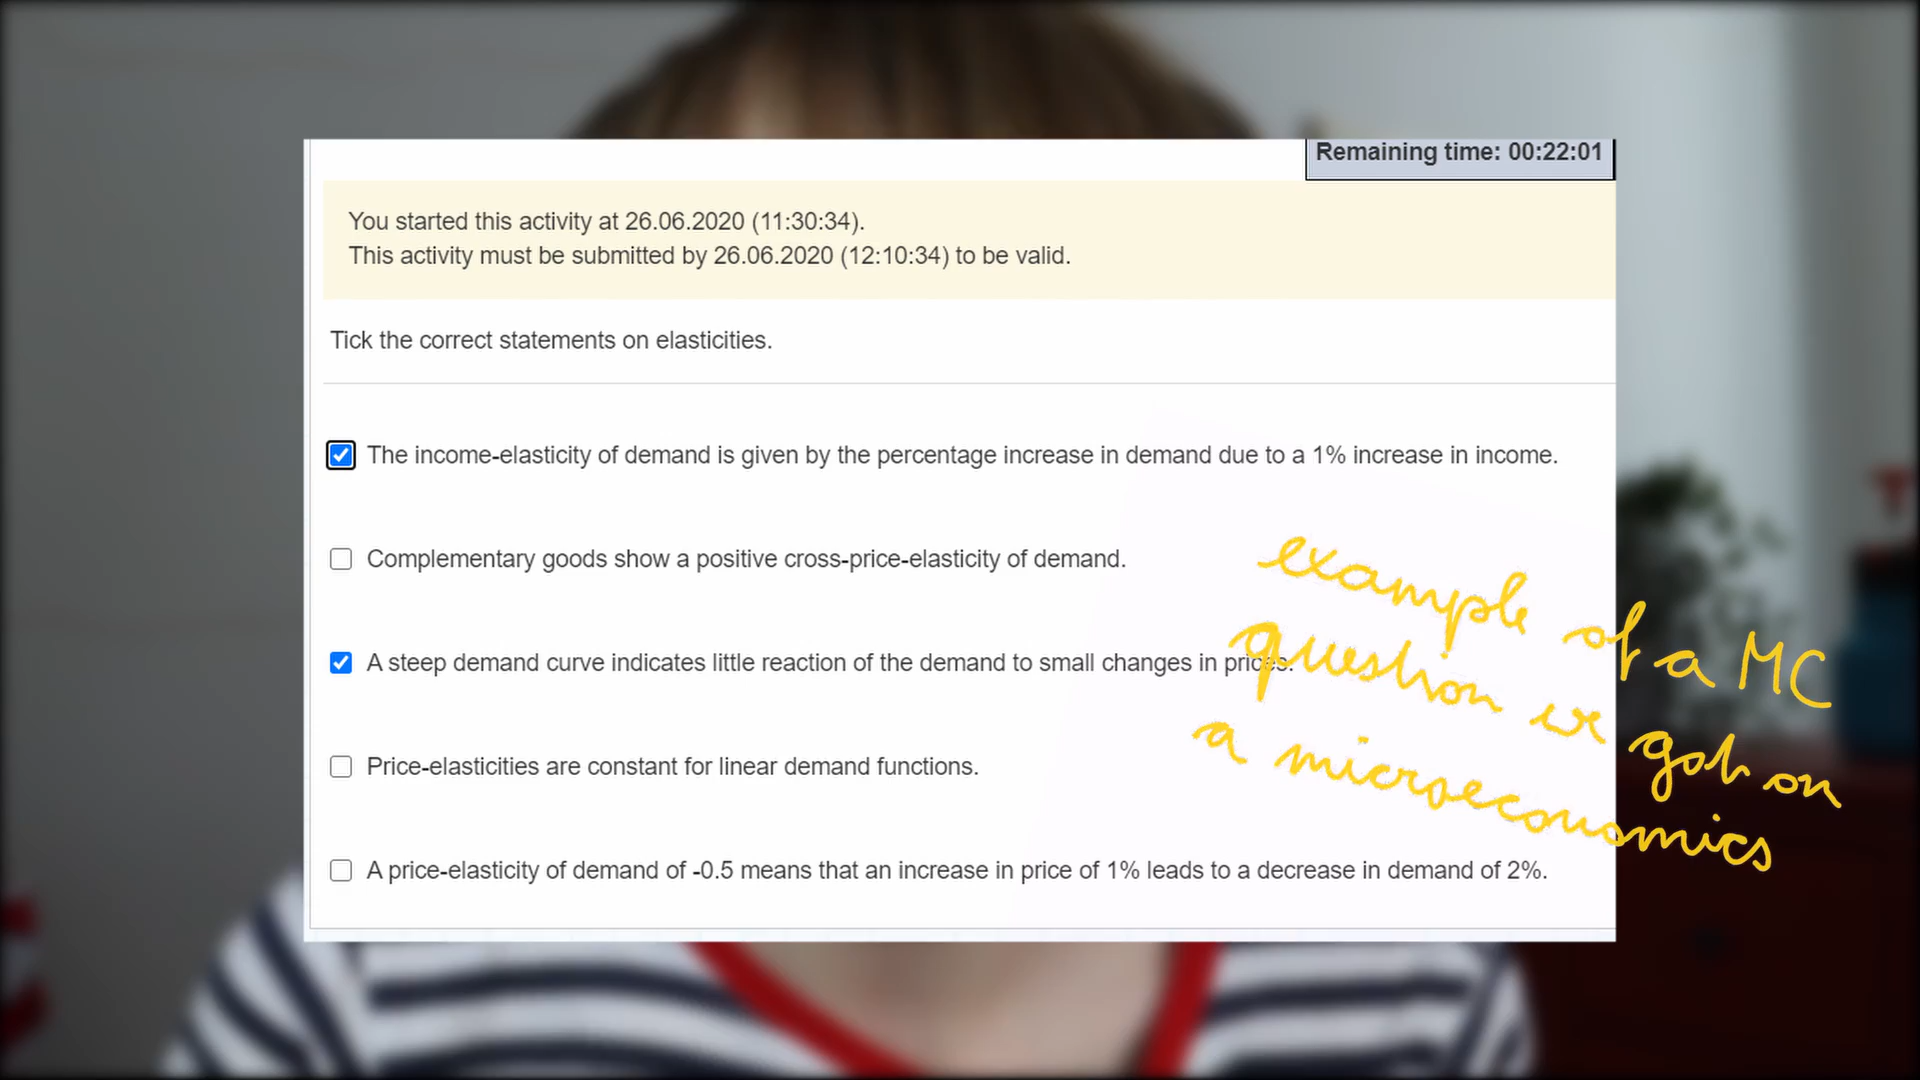 Remaining time: 00:22:01
You started this activity at 26.06.2020 (11:30:34).
This activity must be submitted by 26.06.2020 (12:10:34) to be valid.
Tick the correct statements on elasticities.
The income-elasticity of demand is given by the percentage increase in demand due to a 1% increase in income.
Complementary goods show a positive cross-price-elasticity of demand.
A steep demand curve indicates little reaction of the demand to small changes in prices.
Price-elasticities are constant for linear demand functions.
A price-elasticity of demand of -0.5 means that an increase in price of 1% leads to a decrease in demand of 2%.
example of a MC
question we got on
a microeconomics